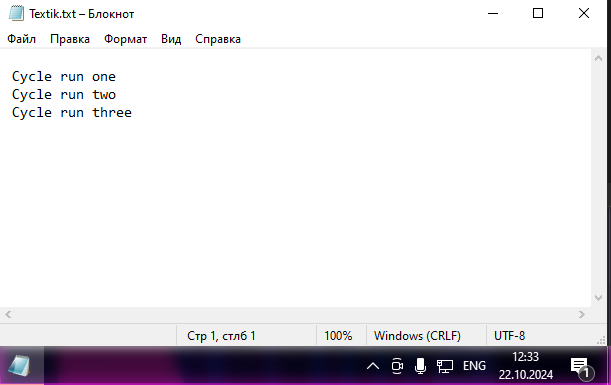 Textik.txt – Блокнот
Файл Правка Формат Вид Справка
Cycle run one
Cycle run two
Cycle run three
Стр 1, стлб 1 100% Windows (CRLF) UTF-8
ENG
12:33
22.10.2024
1